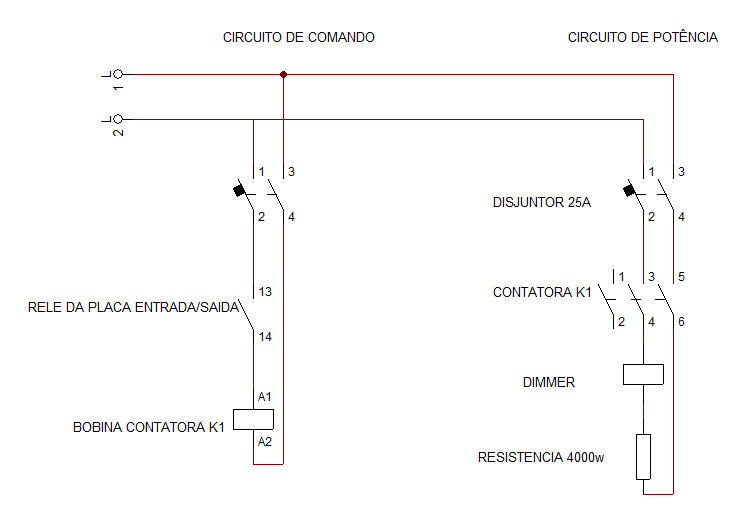 CIRCUITO DE COMANDO
CIRCUITO DE POTÊNCIA
L1
L2
1 3
2 4
1 3
2 4
DISJUNTOR 25A
13
RELE DA PLACA ENTRADA/SAIDA
14
CONTATORA K1
1 3 5
2 4 6
DIMMER
A1
BOBINA CONTATORA K1
A2
RESISTENCIA 4000w